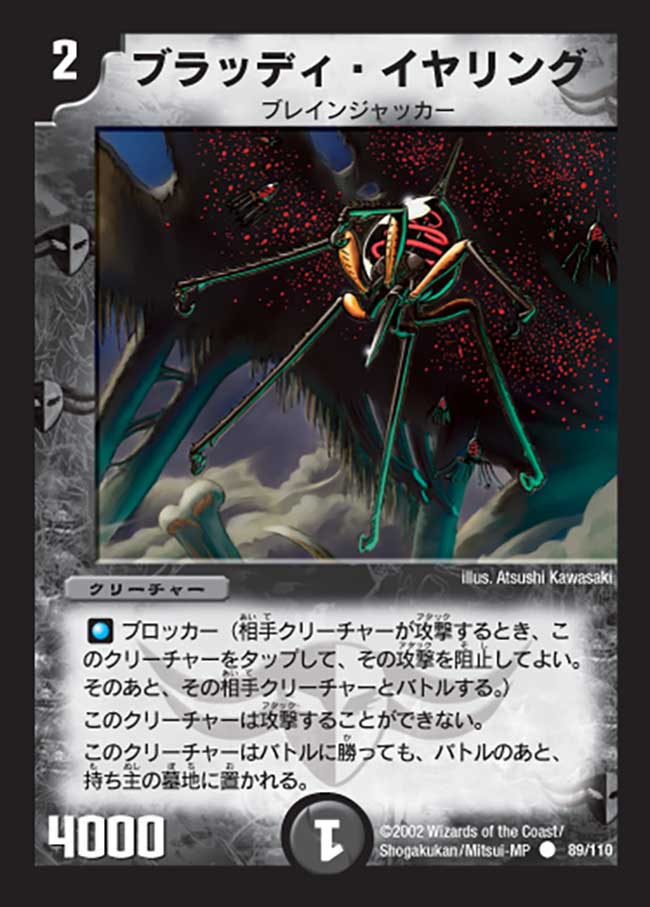 2
ブラッディ・イヤリング
ブレインジャッカー
illus. Atsushi Kawasaki
クリーチャー
ブロッカー（相手クリーチャーが攻撃するとき、こ
のクリーチャーをタップして、その攻撃を阻止してよい。
そのあと、その相手クリーチャーとバトルする。）
このクリーチャーは攻撃することができない。
このクリーチャーはバトルに勝っても、バトルのあと、
持ち主の墓地に置かれる。
4000
1
©2002 Wizards of the Coast/
Shogakukan/Mitsui-MP
89/110